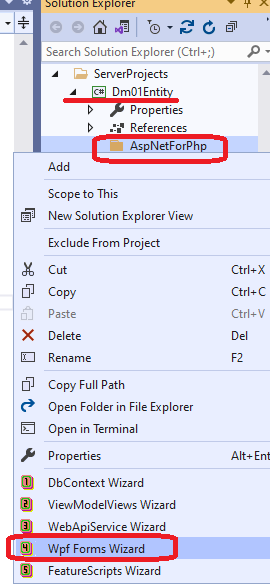 Solution Explorer
Search Solution Explorer (Ctrl+;)
ServerProjects
C# Dm01Entity
Properties
References
AspNetForPhp
Add
Scope to This
New Solution Explorer View
Exclude From Project
Cut Ctrl+X
Copy Ctrl+C
Paste Ctrl+V
Delete Del
Rename F2
Copy Full Path
Open Folder in File Explorer
Open in Terminal
Properties Alt+Ent
1 DbContext Wizard
2 ViewModelViews Wizard
3 WebApiService Wizard
4 Wpf Forms Wizard
5 FeatureScripts Wizard